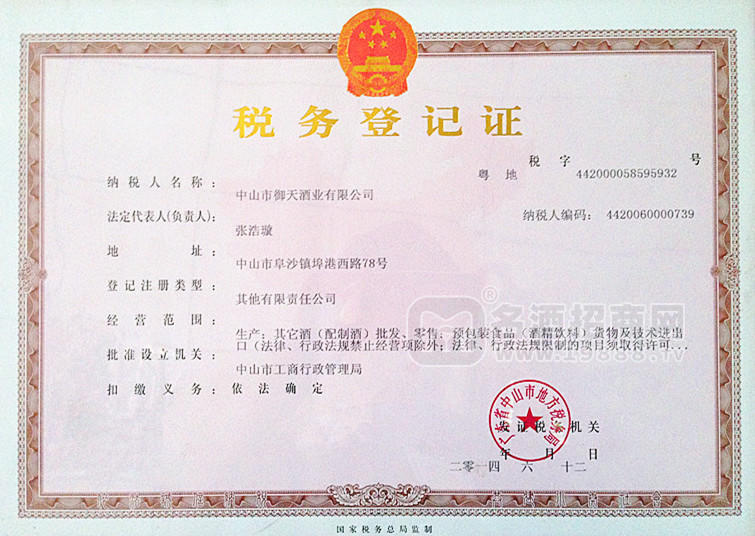 税务登记证
税 字 号
粤 地 442000058595932
纳税人名称： 中山市御天酒业有限公司
纳税人编码： 4420060000739
法定代表人(负责人)： 张浩璇
地 址： 中山市阜沙镇埠港西路78号
登记注册类型： 其他有限责任公司
经营范围： 生产：其它酒（配制酒）批发、零售：预包装食品（酒精饮料）货物及技术进出
口（法律、行政法规禁止经营项除外；法律、行政法规限制的项目须取得许可...
批准设立机关： 中山市工商行政管理局
扣缴义务： 依法确定
广东省中山市地方税务局
发证税务机关
年 月 日
二零一四 六 十二
国家税务总局监制
名酒招商网
www.19888.tv